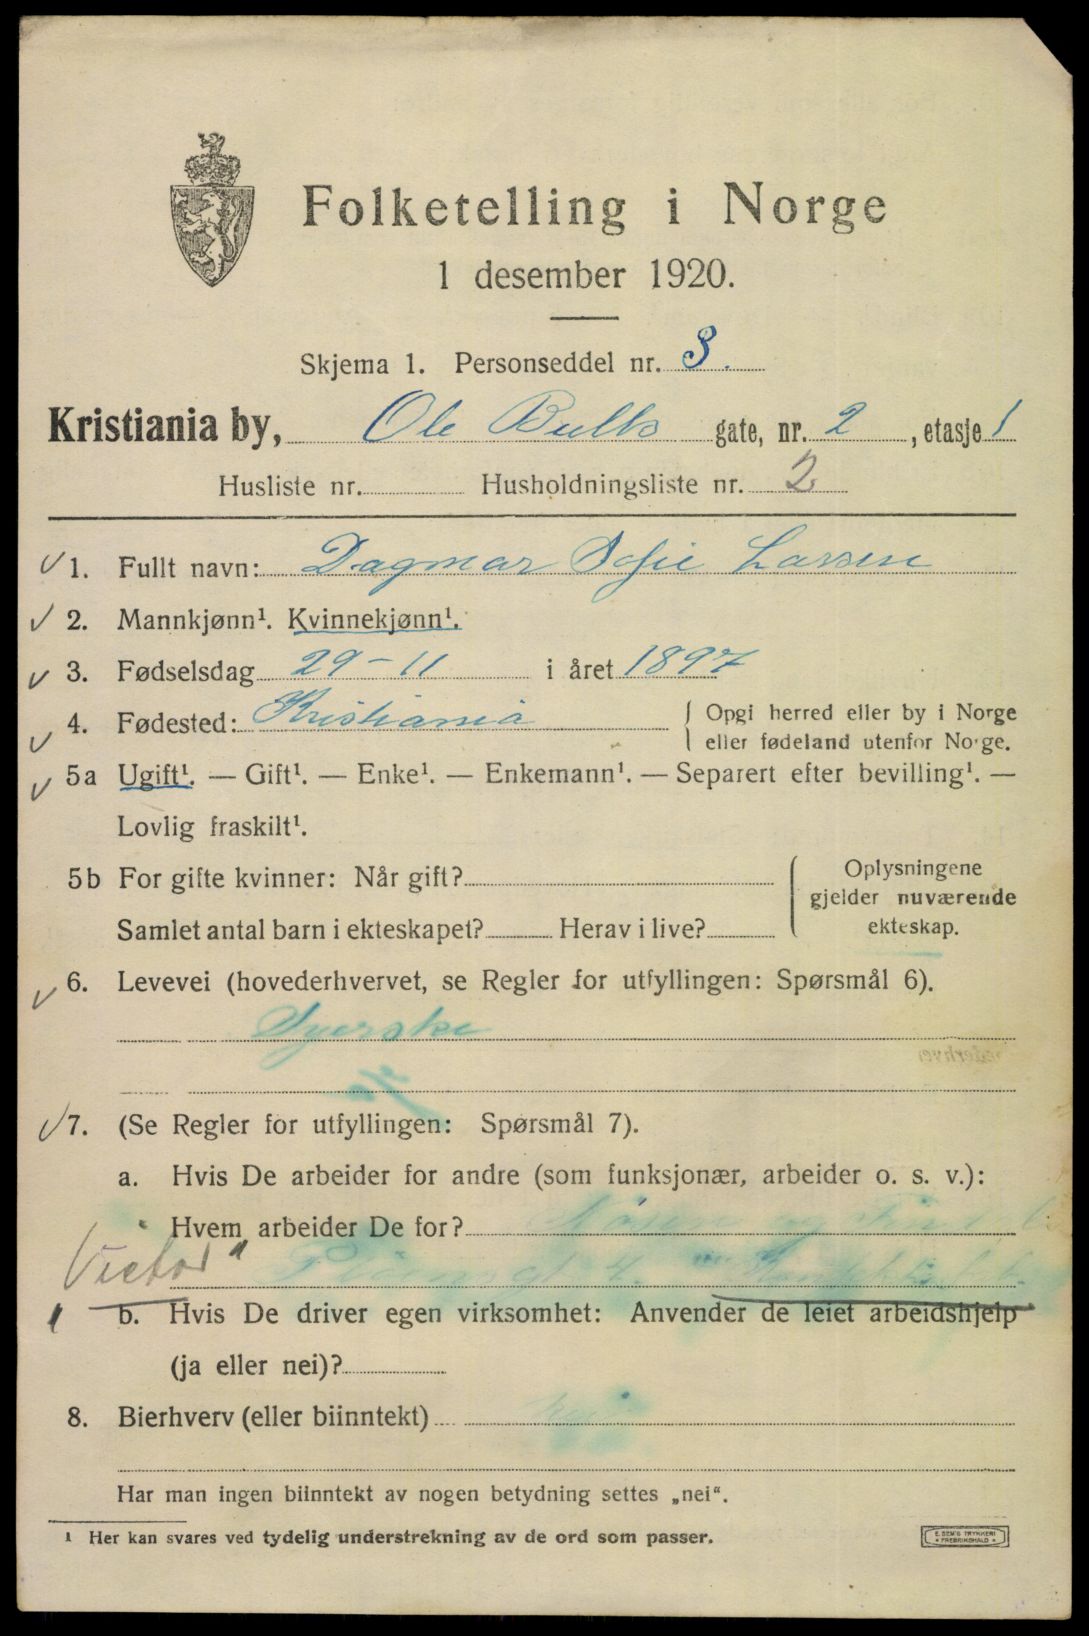 Folketelling i Norge
1 desember 1920.
Skjema 1. Personseddel nr. 3.
Kristiania by, Ole Bulls gate, nr. 2, etasje 1
Husliste nr. Husholdningsliste nr. 2
✓ 1. Fullt navn: Dagmar Sofie Larsen
✓ 2. Mannkjønn¹. Kvinnekjønn¹.
✓ 3. Fødselsdag 29-11 i året 1897
✓ 4. Fødested: Kristiania { Opgi herred eller by i Norge
eller fødeland utenfor Norge.
✓ 5a Ugift¹. — Gift¹. — Enke¹. — Enkemann¹. — Separert efter bevilling¹. —
Lovlig fraskilt¹.
5b For gifte kvinner: Når gift? { Oplysningene
gjelder nuværende
Samlet antal barn i ekteskapet? Herav i live? ekteskap.
✓ 6. Levevei (hovederhvervet, se Regler for utfyllingen: Spørsmål 6).
Syerske
✓ 7. (Se Regler for utfyllingen: Spørsmål 7).
a. Hvis De arbeider for andre (som funksjonær, arbeider o. s. v.):
Hvem arbeider De for? og
b. Hvis De driver egen virksomhet: Anvender de leiet arbeidshjelp
(ja eller nei)?
8. Bierhverv (eller biinntekt) nei
Har man ingen biinntekt av nogen betydning settes „nei“.
¹ Her kan svares ved tydelig understrekning av de ord som passer.
E. SEM'S TRYKKERI
* FREDRIKSHALD *